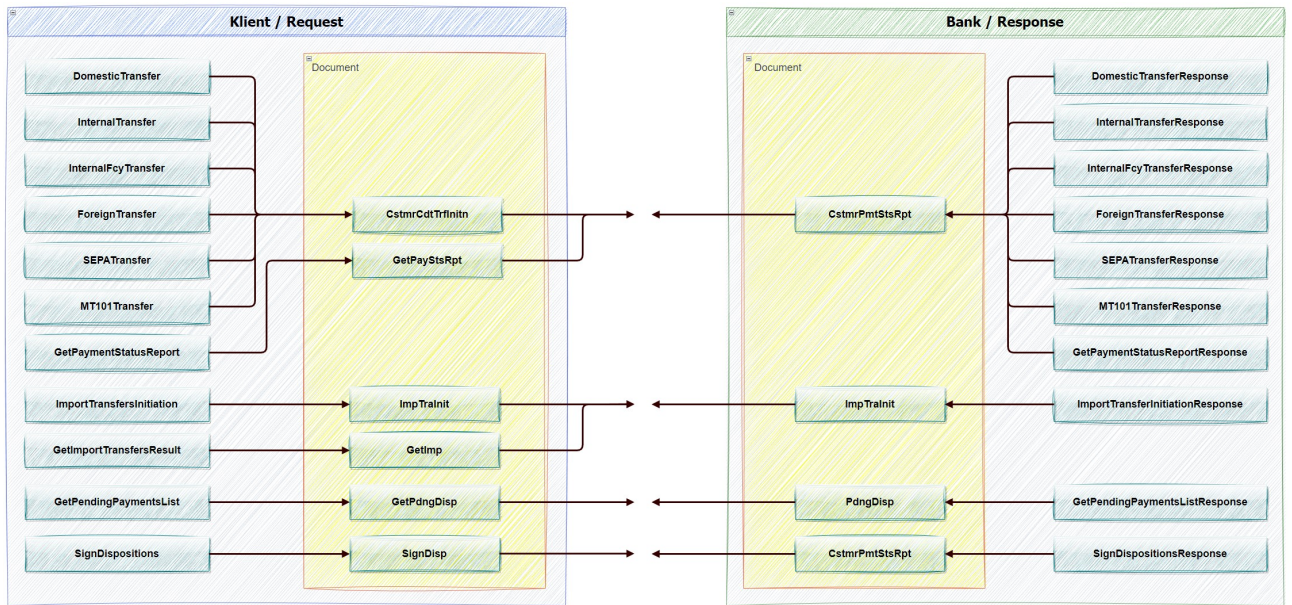 Klient / Request
Document
DomesticTransfer
InternalTransfer
InternalFcyTransfer
ForeignTransfer
CstmrCdtTrfInitn
SEPATransfer
GetPayStsRpt
MT101Transfer
GetPaymentStatusReport
ImportTransfersInitiation
ImpTraInit
GetImportTransfersResult
GetImp
GetPendingPaymentsList
GetPdngDisp
SignDispositions
SignDisp
Bank / Response
Document
DomesticTransferResponse
InternalTransferResponse
InternalFcyTransferResponse
CstmrPmtStsRpt
ForeignTransferResponse
SEPATransferResponse
MT101TransferResponse
GetPaymentStatusReportResponse
ImpTraInit
ImportTransferInitiationResponse
PdngDisp
GetPendingPaymentsListResponse
CstmrPmtStsRpt
SignDispositionsResponse